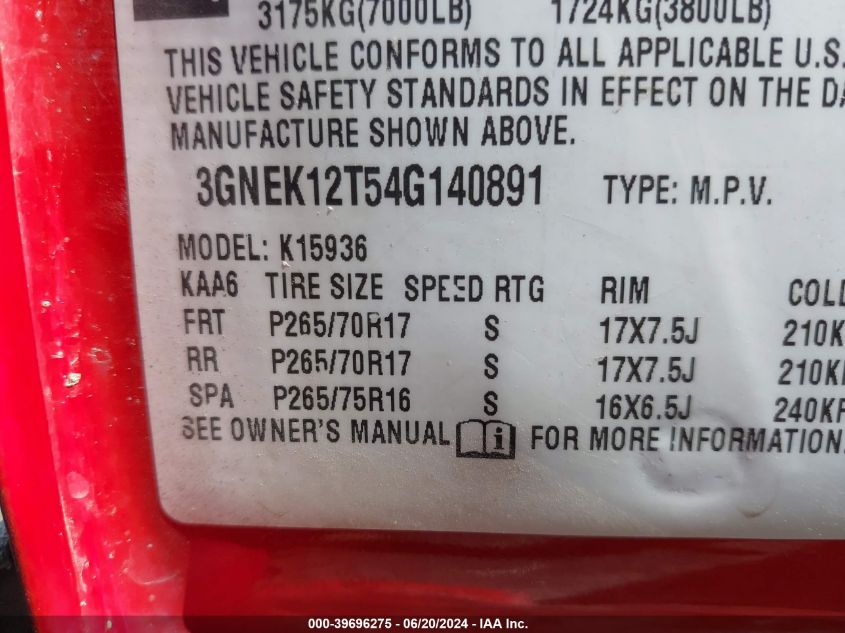 3175KG(7000LB) 1724KG(3800LB)
THIS VEHICLE CONFORMS TO ALL APPLICABLE U.S.
VEHICLE SAFETY STANDARDS IN EFFECT ON THE DA
MANUFACTURE SHOWN ABOVE.
3GNEK12T54G140891 TYPE: M.P.V.
MODEL: K15936
KAA6 TIRE SIZE SPEED RTG RIM COLD
FRT P265/70R17 S 17X7.5J 210K
RR P265/70R17 S 17X7.5J 210K
SPA P265/75R16 S 16X6.5J 240KP
SEE OWNER'S MANUAL i FOR MORE INFORMATION.
000-39696275 - 06/20/2024 - IAA Inc.